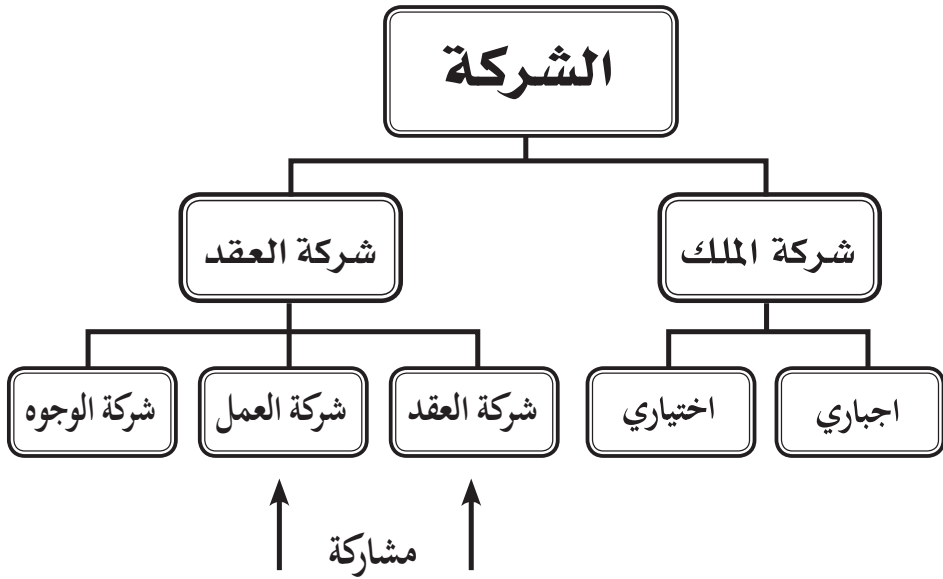 الشركة
شركة الملك
شركة العقد
اجباري
اختياري
شركة العقد
شركة العمل
شركة الوجوه
مشاركة